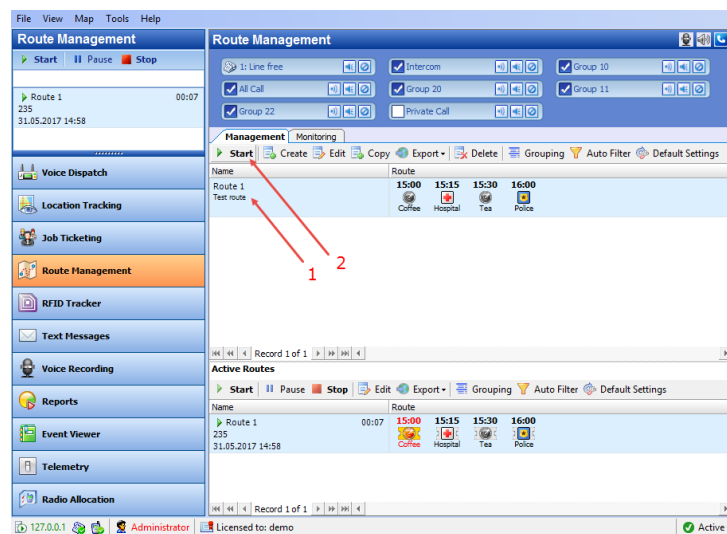 File View Map Tools Help
Route Management
Start Pause Stop
Route 1 00:07
235
31.05.2017 14:58
Voice Dispatch
Location Tracking
Job Ticketing
Route Management
RFID Tracker
Text Messages
Voice Recording
Reports
Event Viewer
Telemetry
Radio Allocation
Route Management
1: Line free Intercom Group 10
All Call Group 20 Group 11
Group 22 Private Call
Management Monitoring
Start Create Edit Copy Export Delete Grouping Auto Filter Default Settings
Name Route
Route 1 15:00 15:15 15:30 16:00
Test route Coffee Hospital Tea Police
1 2
Record 1 of 1
Active Routes
Start Pause Stop Edit Export Grouping Auto Filter Default Settings
Name Route
Route 1 00:07 15:00 15:15 15:30 16:00
235
31.05.2017 14:58 Coffee Hospital Tea Police
Record 1 of 1
127.0.0.1 Administrator Licensed to: demo Active